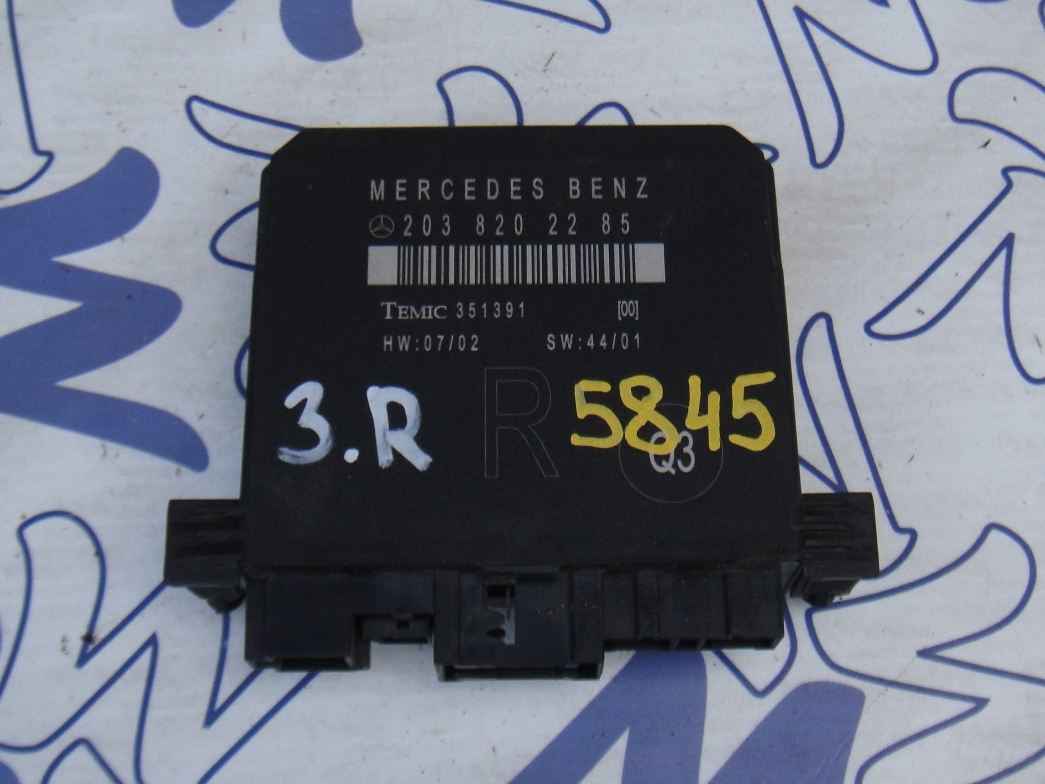 MERCEDES BENZ
203 820 22 85
TEMIC 351391 [00]
HW:07/02 SW:44/01
3.R R 5845
Q3